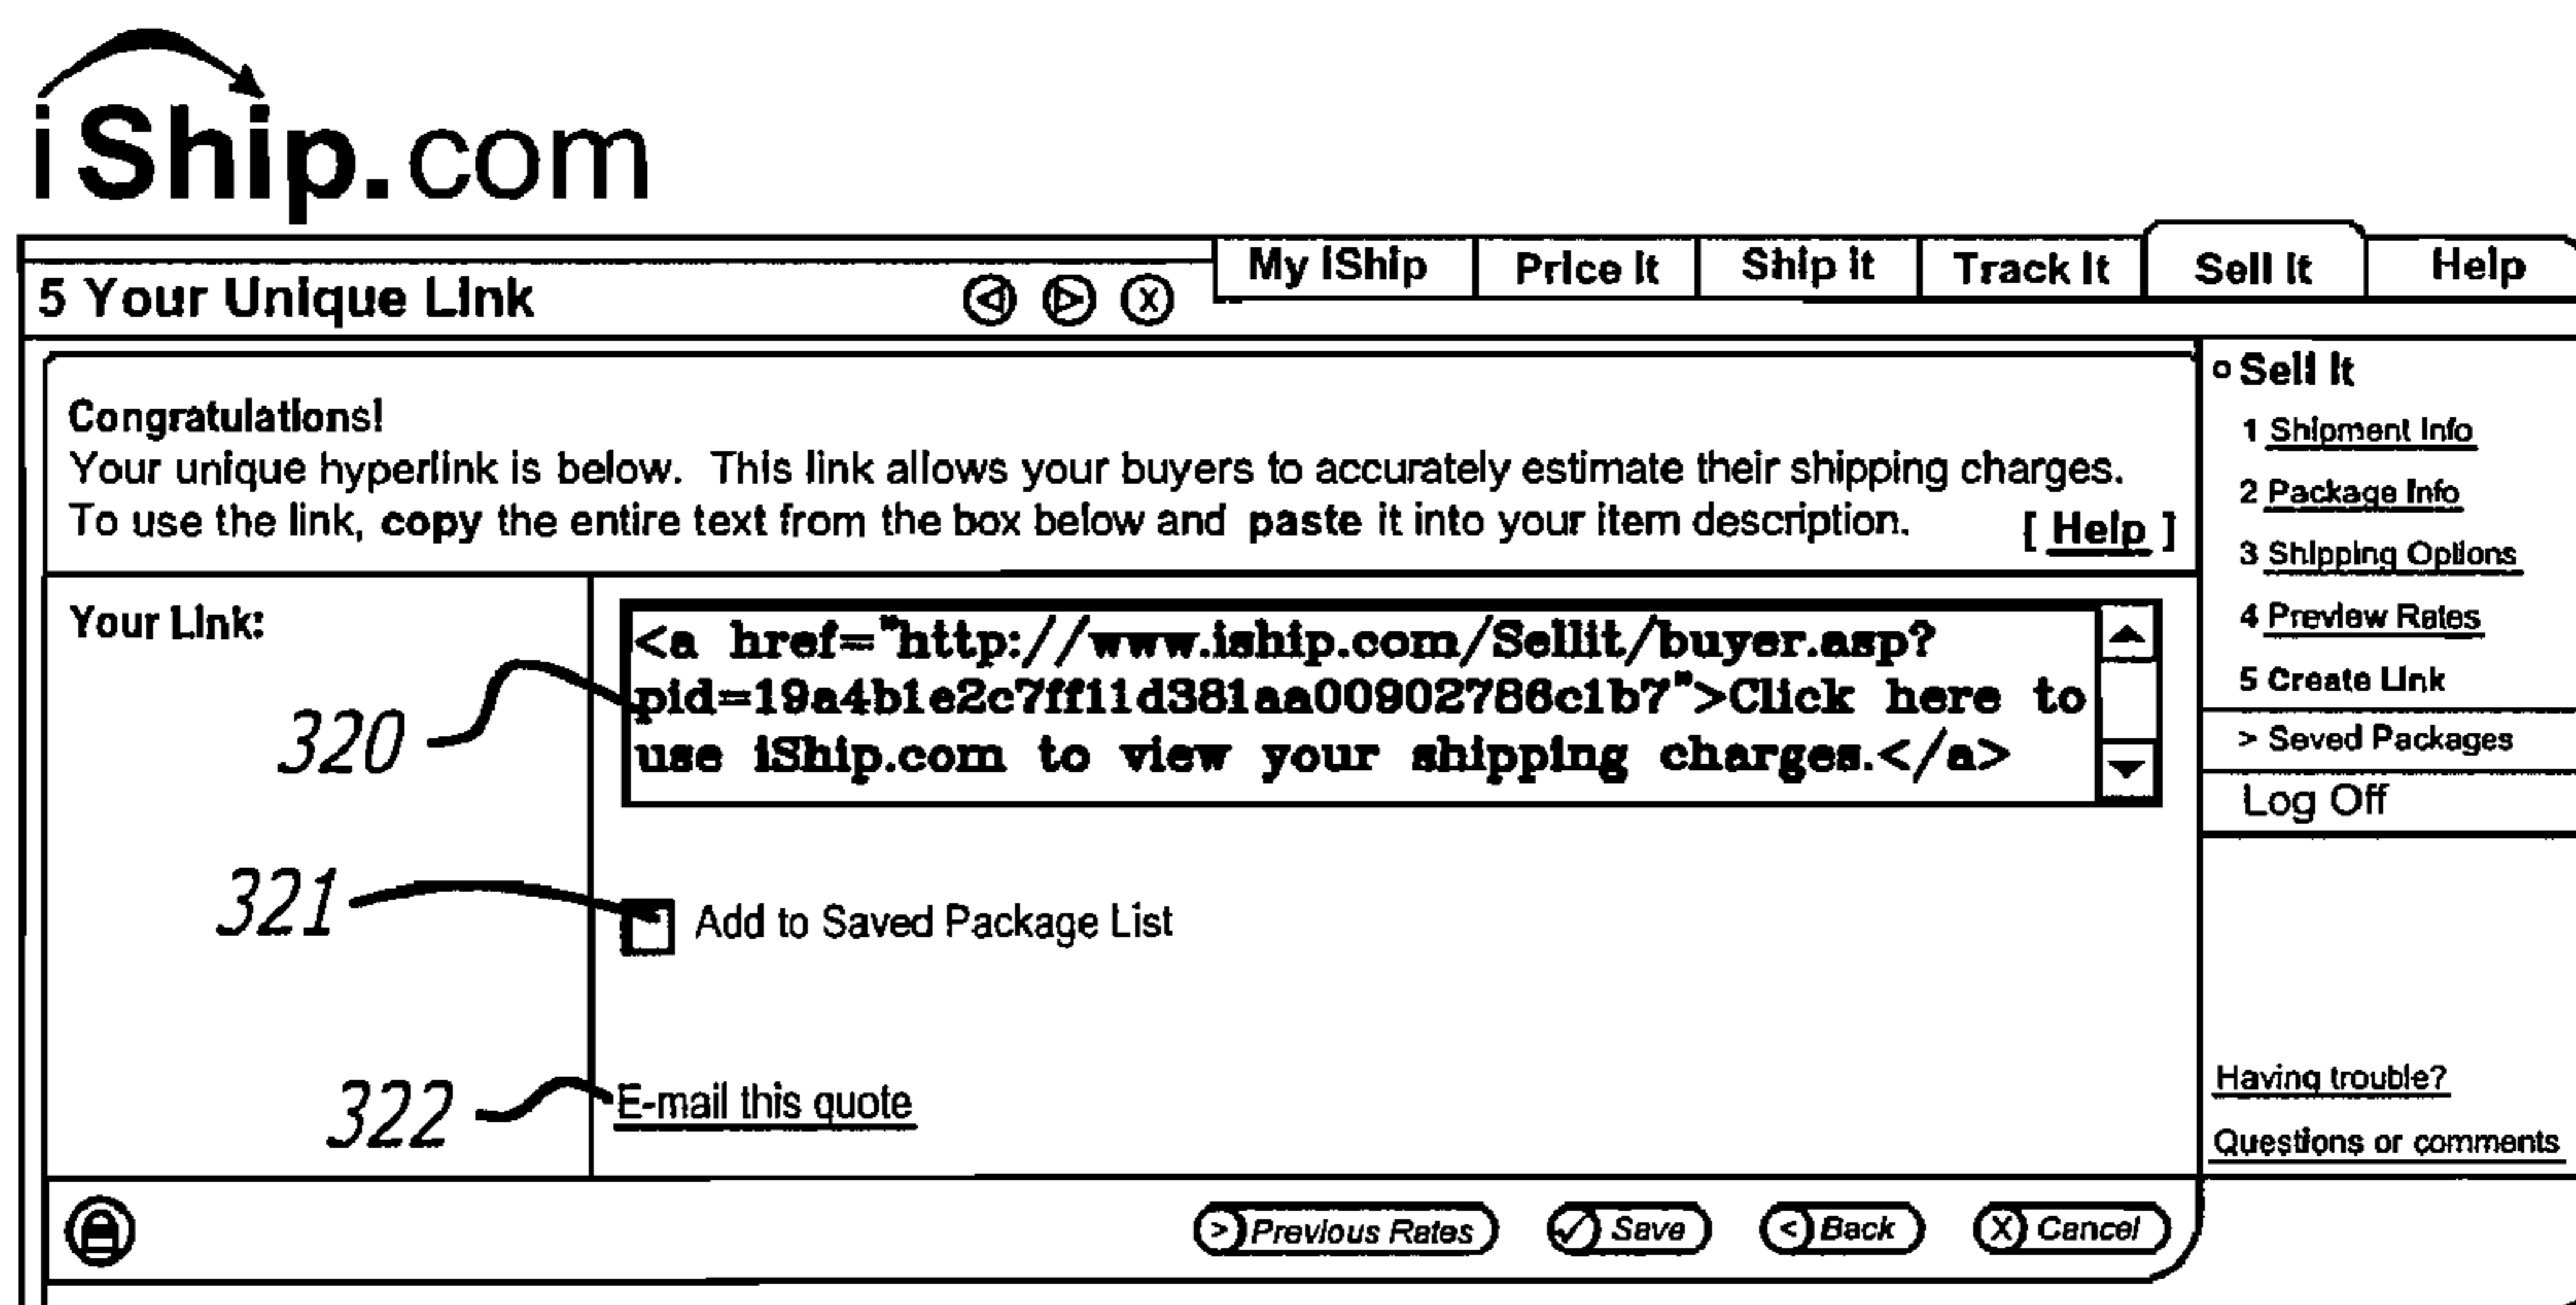 iShip.com
My iShip Price It Ship It Track It Sell It Help
5 Your Unique Link
Congratulations!
Your unique hyperlink is below. This link allows your buyers to accurately estimate their shipping charges.
To use the link, copy the entire text from the box below and paste it into your item description. [ Help ]
Your Link:
<a href="http://www.iship.com/Sellit/buyer.asp?
pid=19a4b1e2c7ff11d381aa00902786c1b7">Click here to
use iShip.com to view your shipping charges.</a>
320
321
Add to Saved Package List
322
E-mail this quote
Sell It
1 Shipment Info
2 Package Info
3 Shipping Options
4 Preview Rates
5 Create Link
> Saved Packages
Log Off
Having trouble?
Questions or comments
> Previous Rates
Save
< Back
X Cancel